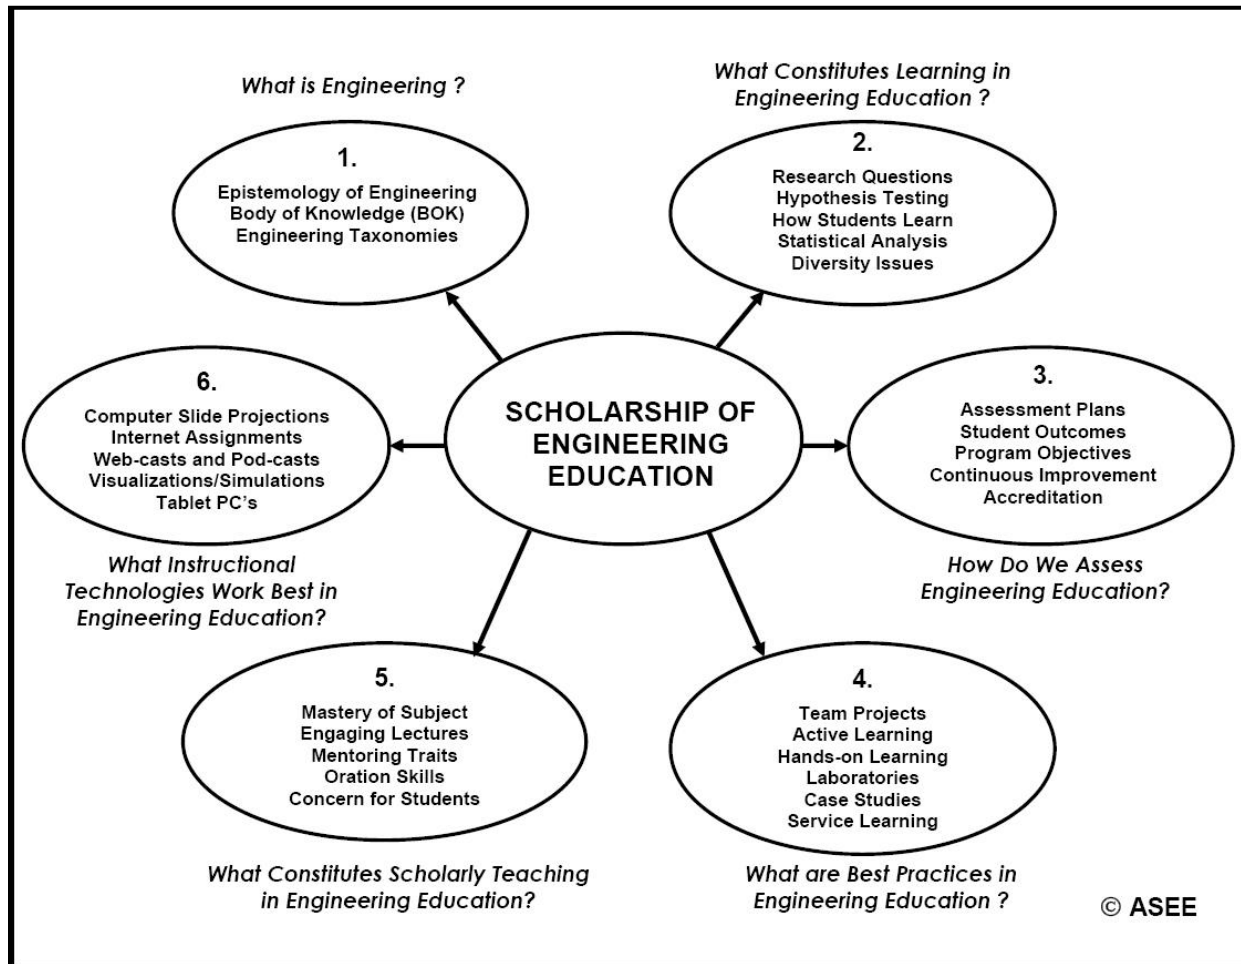 What is Engineering ?
1.
Epistemology of Engineering
Body of Knowledge (BOK)
Engineering Taxonomies
What Constitutes Learning in
Engineering Education ?
2.
Research Questions
Hypothesis Testing
How Students Learn
Statistical Analysis
Diversity Issues
SCHOLARSHIP OF
ENGINEERING
EDUCATION
3.
Assessment Plans
Student Outcomes
Program Objectives
Continuous Improvement
Accreditation
How Do We Assess
Engineering Education?
4.
Team Projects
Active Learning
Hands-on Learning
Laboratories
Case Studies
Service Learning
What are Best Practices in
Engineering Education ?
5.
Mastery of Subject
Engaging Lectures
Mentoring Traits
Oration Skills
Concern for Students
What Constitutes Scholarly Teaching
in Engineering Education?
6.
Computer Slide Projections
Internet Assignments
Web-casts and Pod-casts
Visualizations/Simulations
Tablet PC's
What Instructional
Technologies Work Best in
Engineering Education?
© ASEE